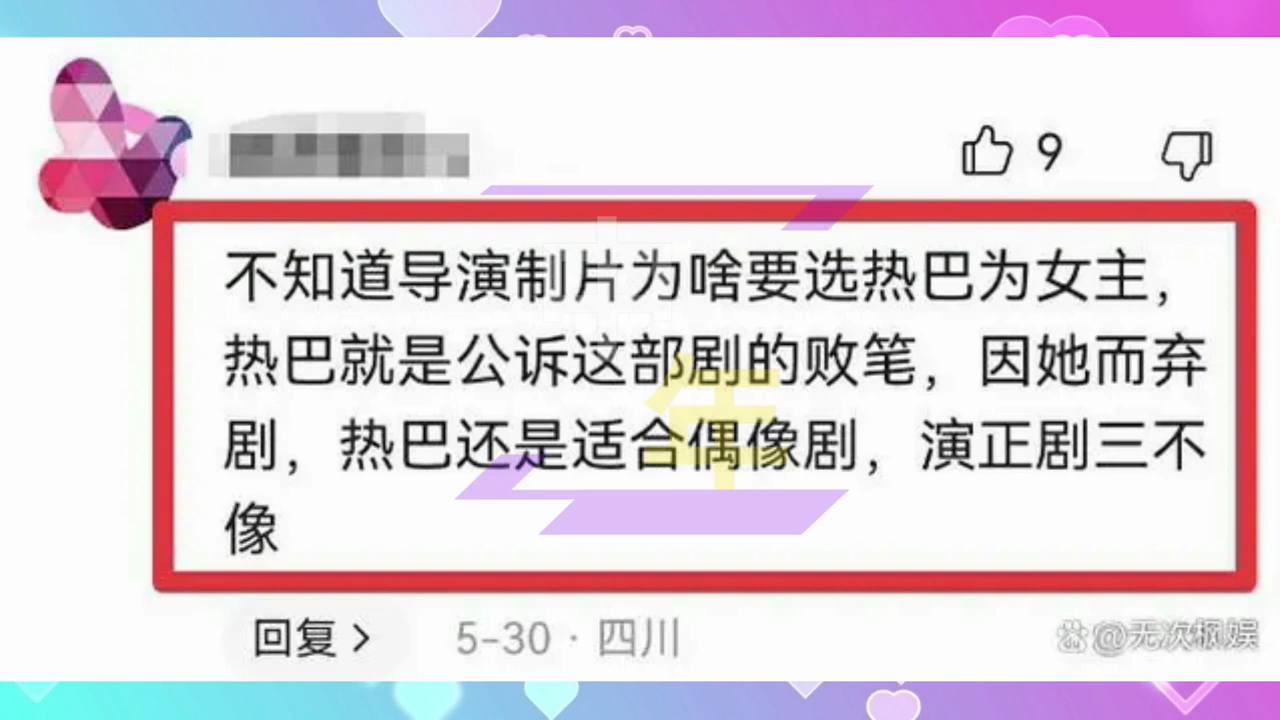 9
不知道导演制片为啥要选热巴为女主，
热巴就是公诉这部剧的败笔，因她而弃
剧，热巴还是适合偶像剧，演正剧三不
像
年
回复 >
5-30 · 四川
@无次枫娱